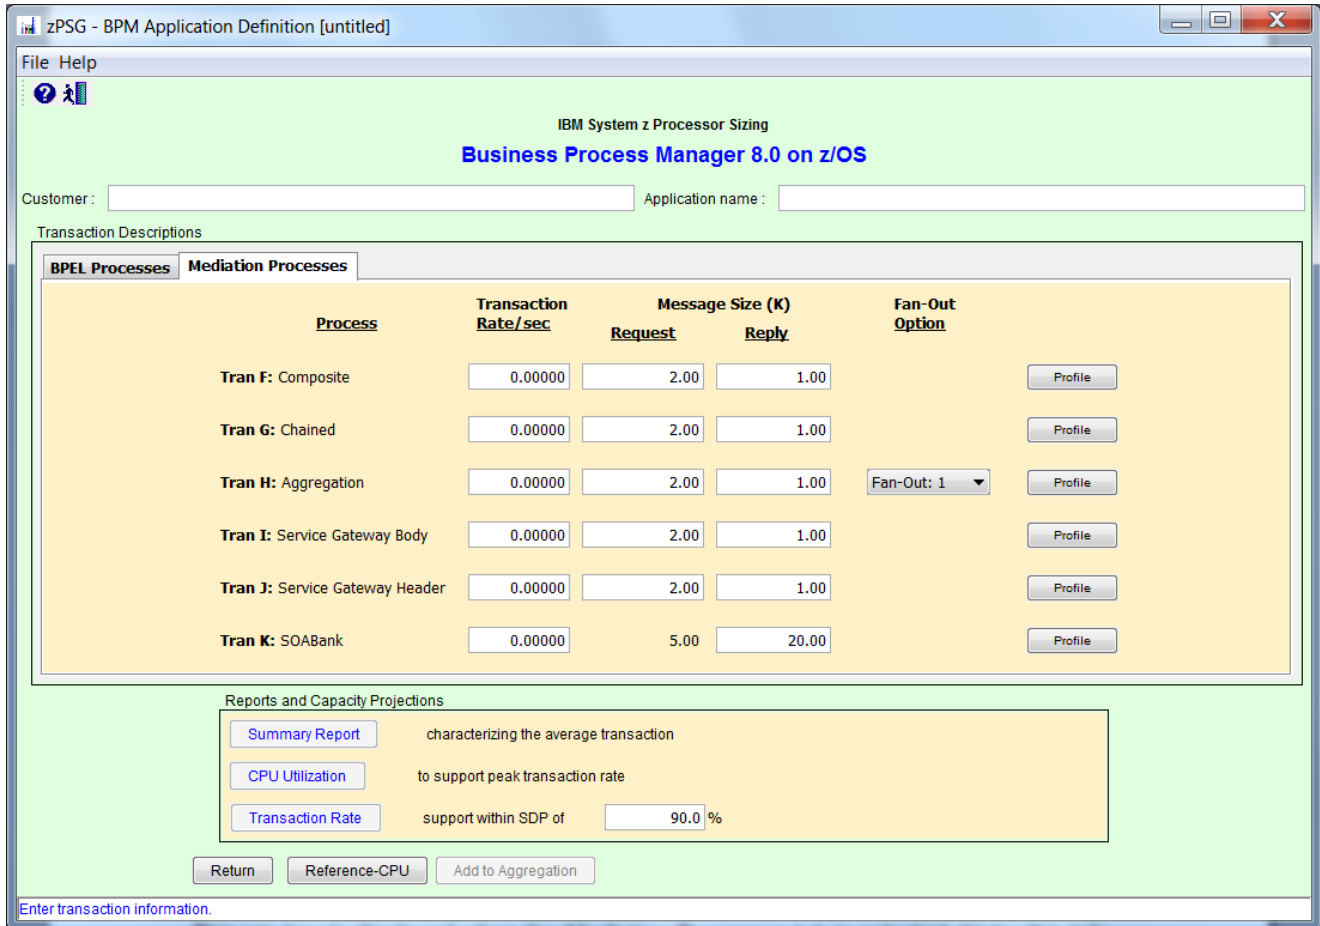 zPSG - BPM Application Definition [untitled]
File Help
IBM System z Processor Sizing
Business Process Manager 8.0 on z/OS
Customer : Application name :
Transaction Descriptions
BPEL Processes Mediation Processes
Transaction Message Size (K) Fan-Out
Process Rate/sec Request Reply Option
Tran F: Composite 0.00000 2.00 1.00 Profile
Tran G: Chained 0.00000 2.00 1.00 Profile
Tran H: Aggregation 0.00000 2.00 1.00 Fan-Out: 1 Profile
Tran I: Service Gateway Body 0.00000 2.00 1.00 Profile
Tran J: Service Gateway Header 0.00000 2.00 1.00 Profile
Tran K: SOABank 0.00000 5.00 20.00 Profile
Reports and Capacity Projections
Summary Report characterizing the average transaction
CPU Utilization to support peak transaction rate
Transaction Rate support within SDP of 90.0 %
Return Reference-CPU Add to Aggregation
Enter transaction information.